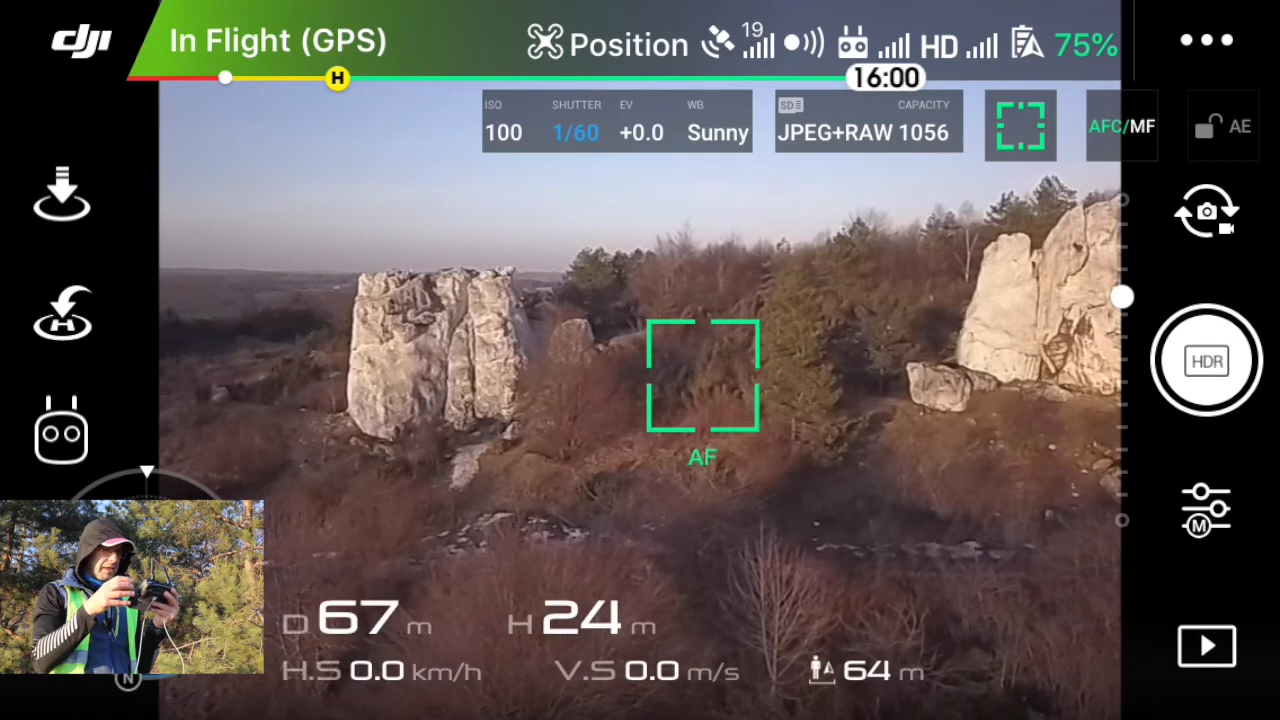 dji In Flight (GPS) Position 19 HD 75%
H 16:00
ISO SHUTTER EV WB CAPACITY
100 1/60 +0.0 Sunny JPEG+RAW 1056 AFC/MF AE
H
HDR
AF
M
D 67 m H 24 m
H.S 0.0 km/h V.S 0.0 m/s 64 m
N